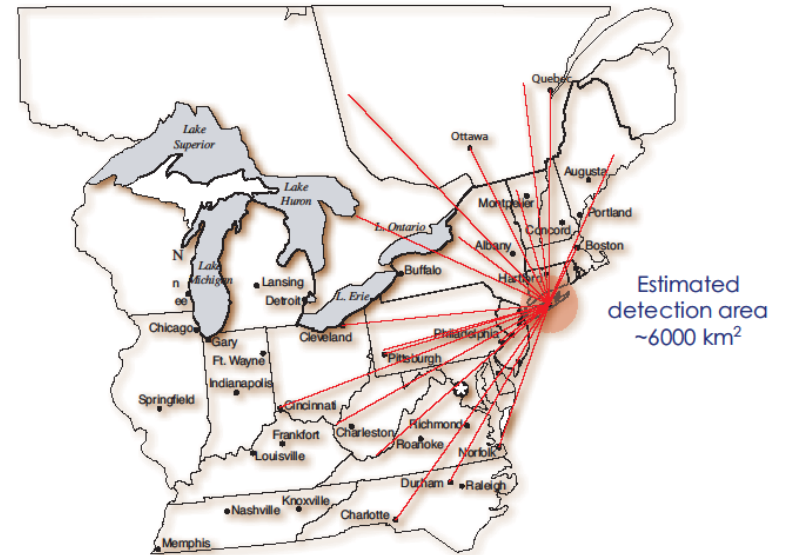 Quebec
Lake
Superior
Ottawa
Augusta
Lake
Huron
Montpelier
Portland
L. Ontario
Concord
Albany
Boston
N
Lake
Michigan
Buffalo
Hartford
n
Lansing
ee
Detroit
L. Erie
Estimated
detection area
~6000 km²
Chicago
Gary
Cleveland
Philadelphia
Ft. Wayne
Pittsburgh
Indianapolis
Springfield
Cincinnati
Frankfort
Charleston
Richmond
Roanoke
Louisville
Norfolk
Durham
Raleigh
Knoxville
Nashville
Charlotte
Memphis